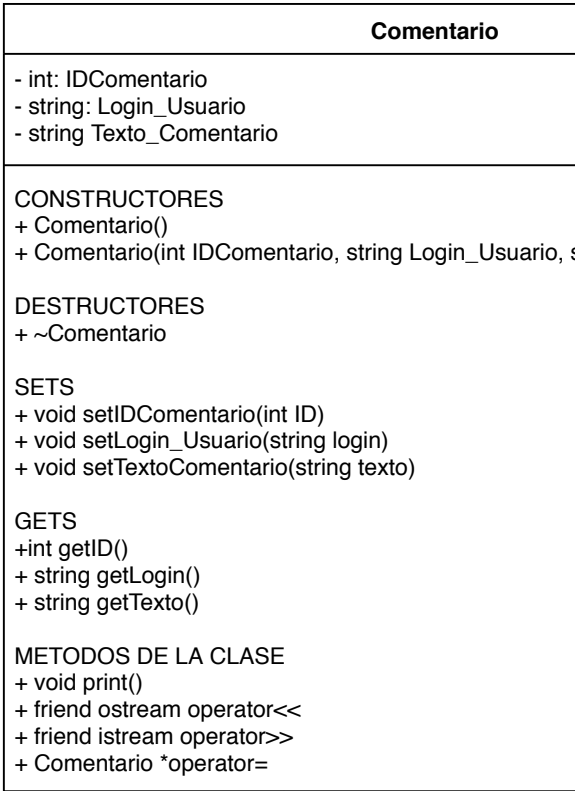 Comentario
- int: IDComentario
- string: Login_Usuario
- string Texto_Comentario
CONSTRUCTORES
+ Comentario()
+ Comentario(int IDComentario, string Login_Usuario,
DESTRUCTORES
+ ~Comentario
SETS
+ void setIDComentario(int ID)
+ void setLogin_Usuario(string login)
+ void setTextoComentario(string texto)
GETS
+int getID()
+ string getLogin()
+ string getTexto()
METODOS DE LA CLASE
+ void print()
+ friend ostream operator<<
+ friend istream operator>>
+ Comentario *operator=